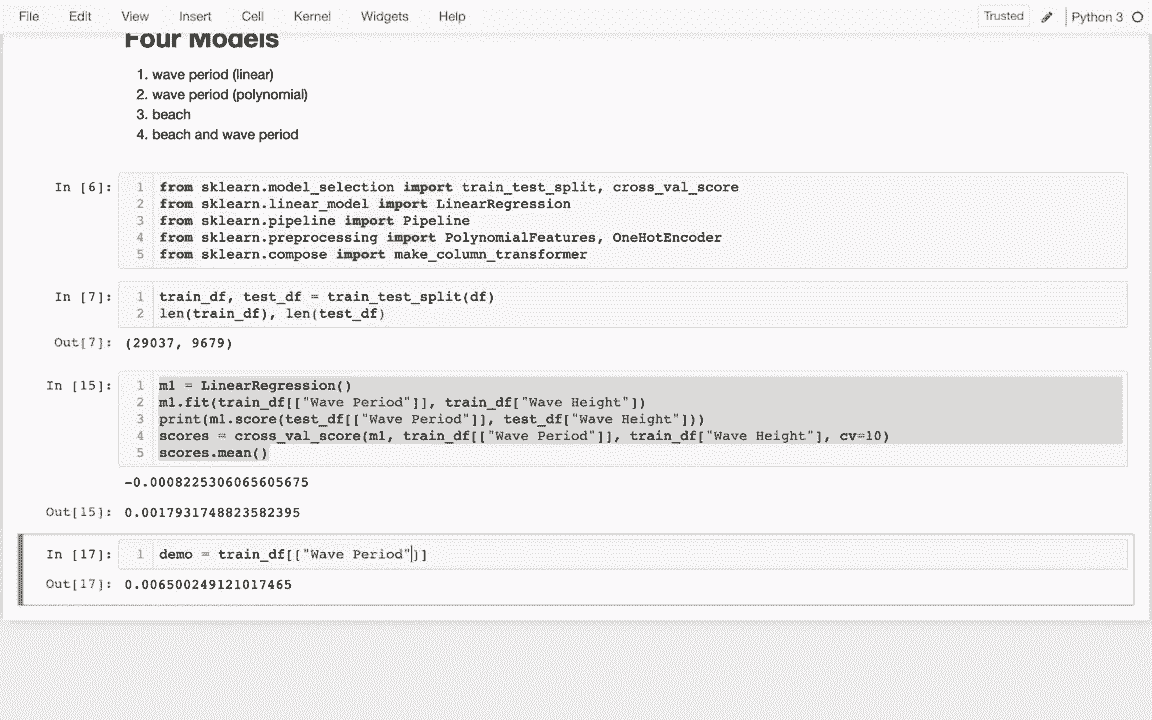 File Edit View Insert Cell Kernel Widgets Help Trusted Python 3
Four Models
1. wave period (linear)
2. wave period (polynomial)
3. beach
4. beach and wave period
In [6]: 1 from sklearn.model_selection import train_test_split, cross_val_score
2 from sklearn.linear_model import LinearRegression
3 from sklearn.pipeline import Pipeline
4 from sklearn.preprocessing import PolynomialFeatures, OneHotEncoder
5 from sklearn.compose import make_column_transformer
In [7]: 1 train_df, test_df = train_test_split(df)
2 len(train_df), len(test_df)
Out[7]: (29037, 9679)
In [15]: 1 m1 = LinearRegression()
2 m1.fit(train_df[["Wave Period"]], train_df["Wave Height"])
3 print(m1.score(test_df[["Wave Period"]], test_df["Wave Height"]))
4 scores = cross_val_score(m1, train_df[["Wave Period"]], train_df["Wave Height"], cv=10)
5 scores.mean()
-0.0008225306065605675
Out[15]: 0.0017931748823582395
In [17]: 1 demo = train_df[["Wave Period"]]
Out[17]: 0.006500249121017465